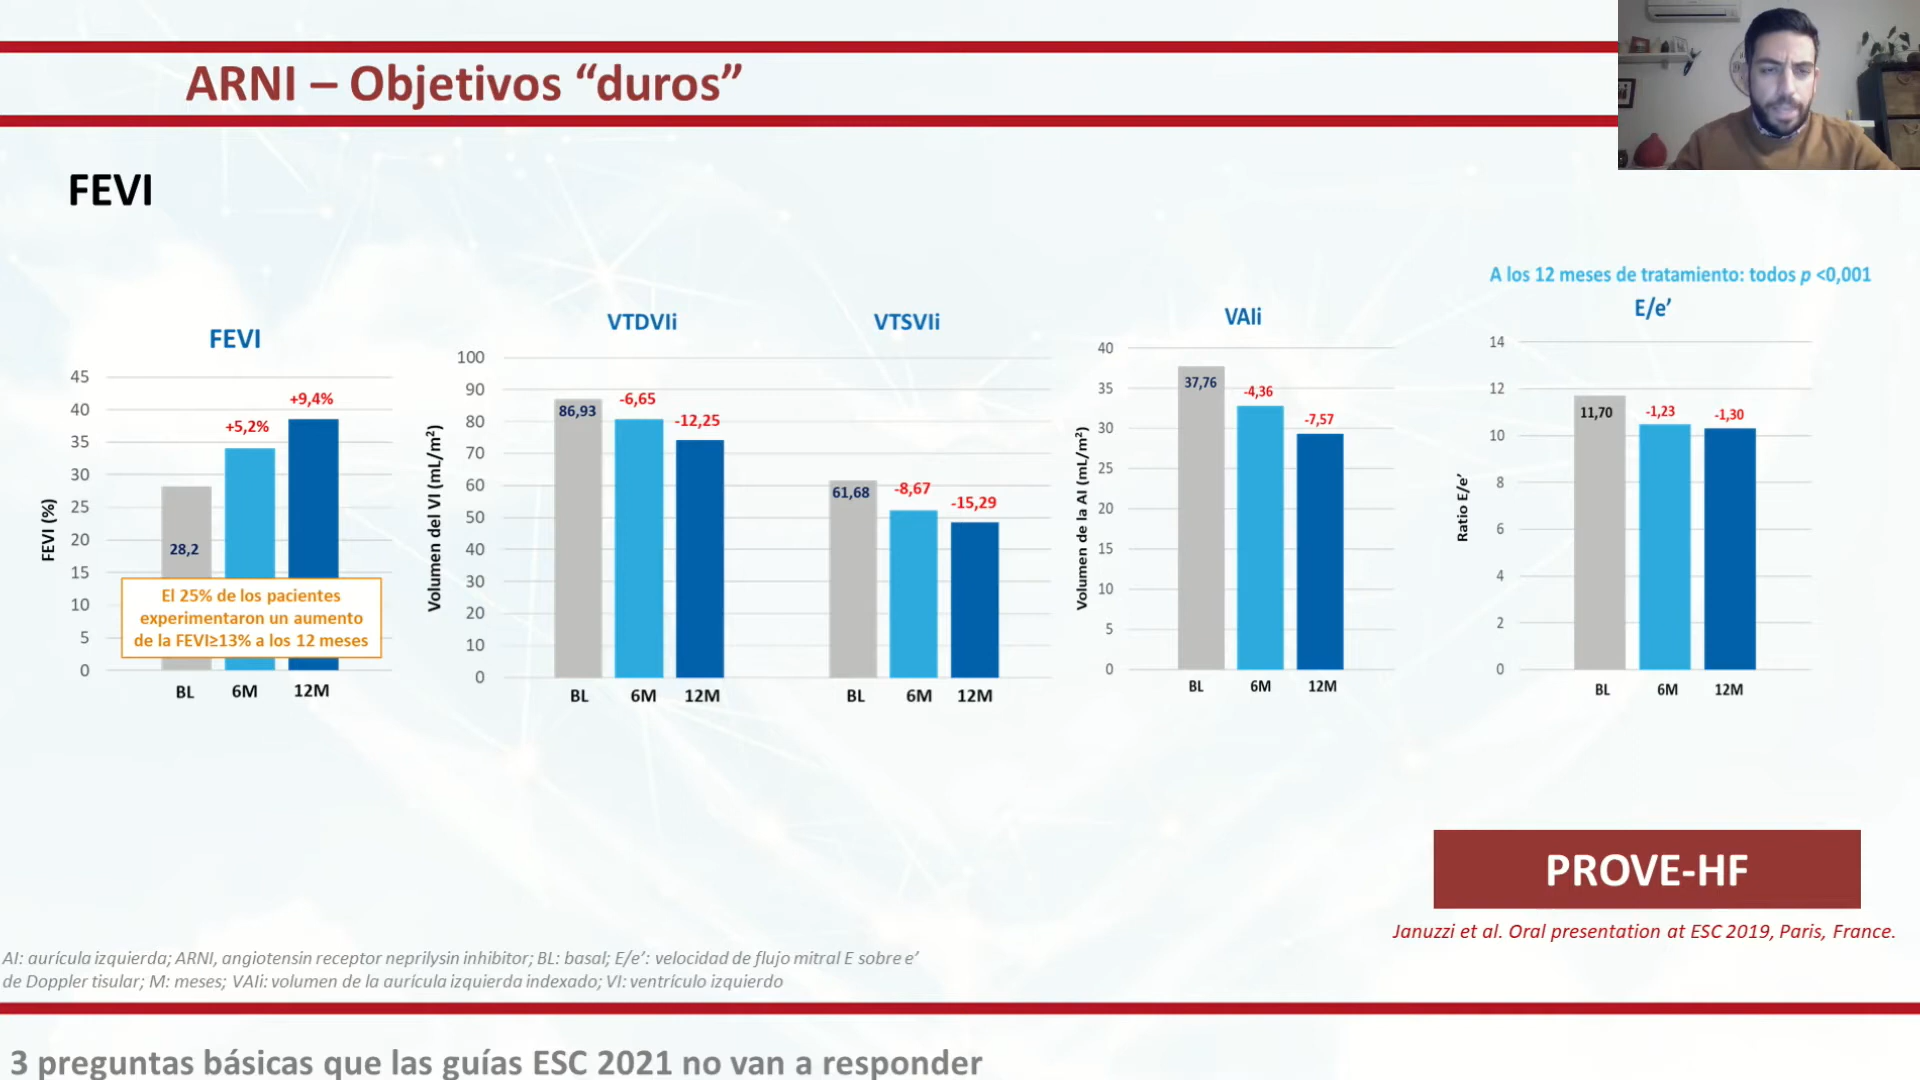 ARNI – Objetivos “duros”
FEVI
A los 12 meses de tratamiento: todos p <0,001
FEVI
FEVI (%)
45
40
35
30
25
20
15
10
5
0
28,2
+5,2%
+9,4%
El 25% de los pacientes
experimentaron un aumento
de la FEVI≥13% a los 12 meses
BL 6M 12M
VTDVIi VTSVIi
Volumen del VI (mL/m²)
100
90
80
70
60
50
40
30
20
10
0
86,93
-6,65
-12,25
61,68
-8,67
-15,29
BL 6M 12M BL 6M 12M
VAIi
Volumen de la AI (mL/m²)
40
35
30
25
20
15
10
5
0
37,76
-4,36
-7,57
BL 6M 12M
E/e’
Ratio E/e’
14
12
10
8
6
4
2
0
11,70
-1,23
-1,30
BL 6M 12M
PROVE-HF
Januzzi et al. Oral presentation at ESC 2019, Paris, France.
AI: aurícula izquierda; ARNI, angiotensin receptor neprilysin inhibitor; BL: basal; E/e’: velocidad de flujo mitral E sobre e’
de Doppler tisular; M: meses; VAIi: volumen de la aurícula izquierda indexado; VI: ventrículo izquierdo
3 preguntas básicas que las guías ESC 2021 no van a responder